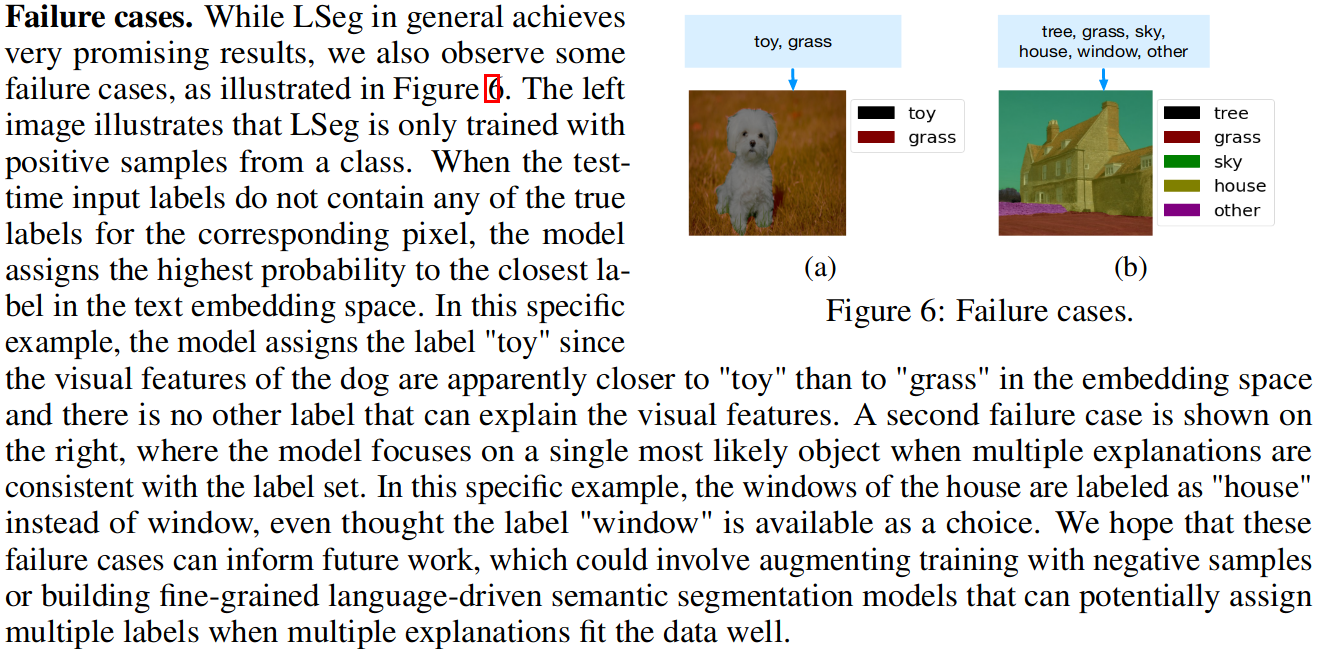 Failure cases. While LSeg in general achieves
very promising results, we also observe some
failure cases, as illustrated in Figure 6. The left
image illustrates that LSeg is only trained with
positive samples from a class. When the test-
time input labels do not contain any of the true
labels for the corresponding pixel, the model
assigns the highest probability to the closest la-
bel in the text embedding space. In this specific
example, the model assigns the label "toy" since
the visual features of the dog are apparently closer to "toy" than to "grass" in the embedding space
and there is no other label that can explain the visual features. A second failure case is shown on
the right, where the model focuses on a single most likely object when multiple explanations are
consistent with the label set. In this specific example, the windows of the house are labeled as "house"
instead of window, even thought the label "window" is available as a choice. We hope that these
failure cases can inform future work, which could involve augmenting training with negative samples
or building fine-grained language-driven semantic segmentation models that can potentially assign
multiple labels when multiple explanations fit the data well.
toy, grass
toy
grass
(a)
tree, grass, sky,
house, window, other
tree
grass
sky
house
other
(b)
Figure 6: Failure cases.